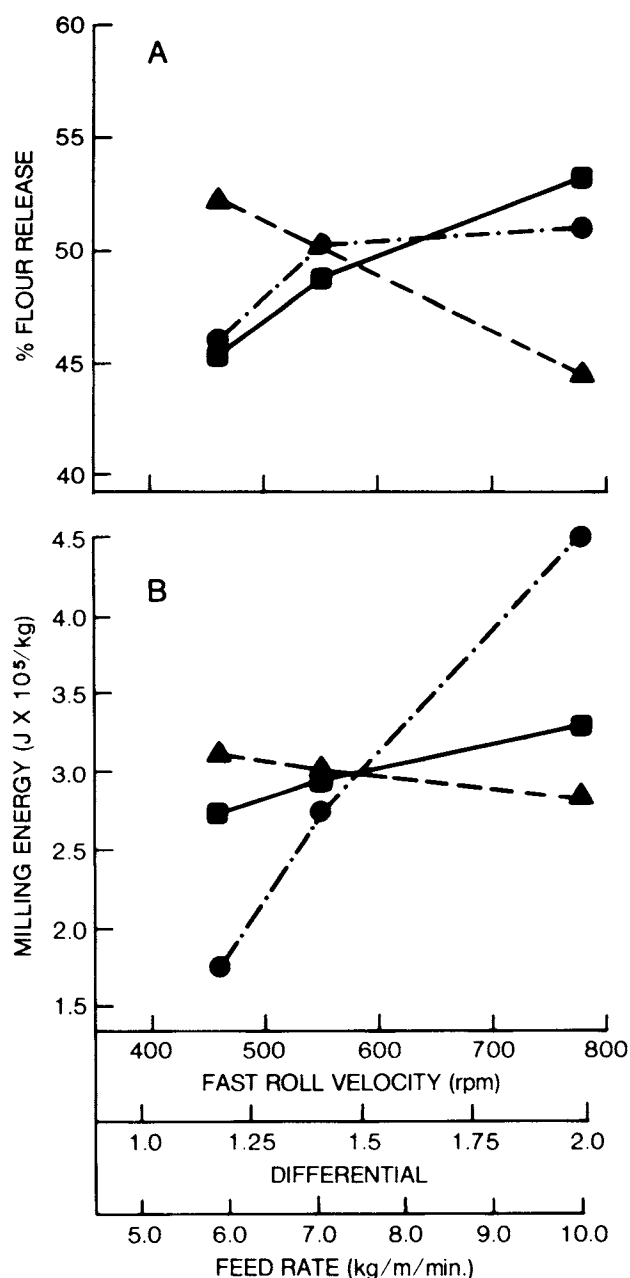 60
A
55
50
45
40
% FLOUR RELEASE
4.5
B
4.0
3.5
3.0
2.5
2.0
1.5
MILLING ENERGY (J X 10⁵/kg)
400 500 600 700 800
FAST ROLL VELOCITY (rpm)
1.0 1.25 1.5 1.75 2.0
DIFFERENTIAL
5.0 6.0 7.0 8.0 9.0 10.0
FEED RATE (kg/m/min.)